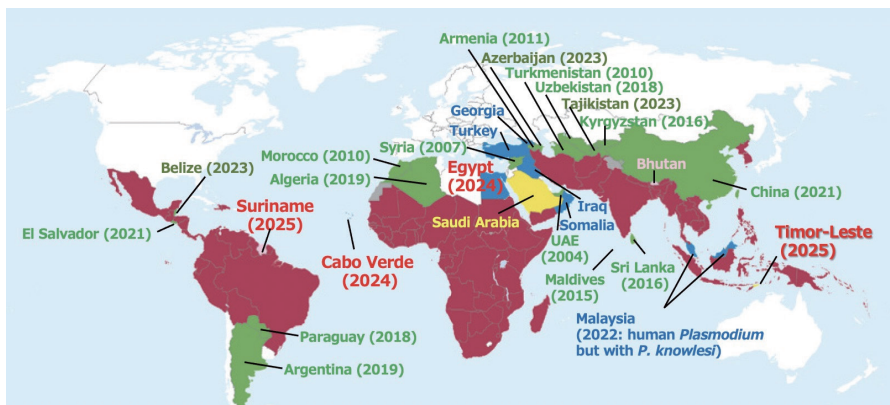 Armenia (2011)
Azerbaijan (2023)
Turkmenistan (2010)
Uzbekistan (2018)
Tajikistan (2023)
Kyrgyzstan (2016)
Georgia
Turkey
Syria (2007)
Morocco (2010)
Algeria (2019)
Egypt
(2024)
Bhutan
China (2021)
Belize (2023)
Suriname
(2025)
El Salvador (2021)
Saudi Arabia
Iraq
Somalia
UAE
(2004)
Cabo Verde
(2024)
Maldives
(2015)
Sri Lanka
(2016)
Timor-Leste
(2025)
Malaysia
(2022: human Plasmodium
but with P. knowlesi)
Paraguay (2018)
Argentina (2019)